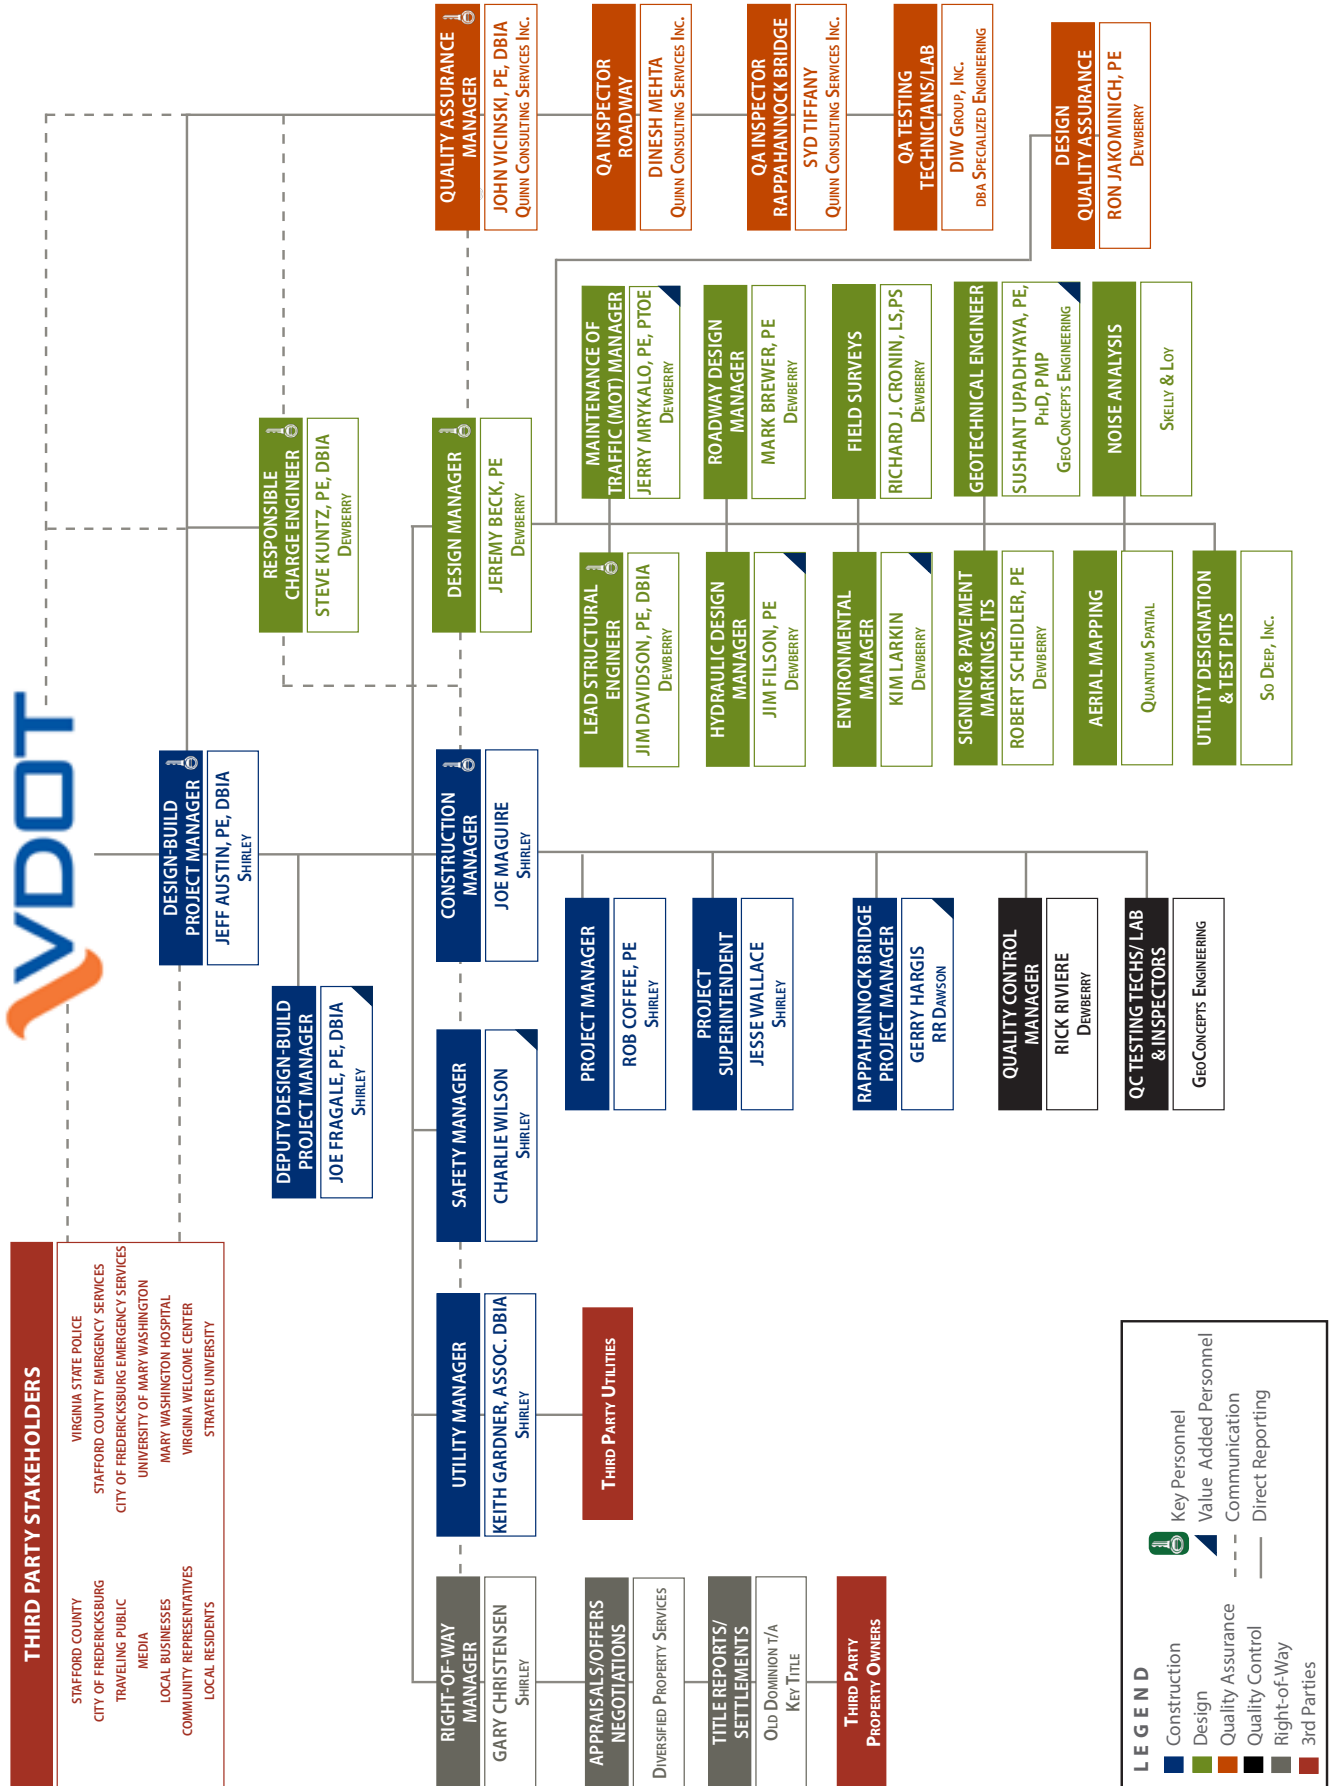 VDOT
THIRD PARTY STAKEHOLDERS
STAFFORD COUNTY
CITY OF FREDERICKSBURG
TRAVELING PUBLIC
MEDIA
LOCAL BUSINESSES
COMMUNITY REPRESENTATIVES
LOCAL RESIDENTS
VIRGINIA STATE POLICE
STAFFORD COUNTY EMERGENCY SERVICES
CITY OF FREDERICKSBURG EMERGENCY SERVICES
UNIVERSITY OF MARY WASHINGTON
MARY WASHINGTON HOSPITAL
VIRGINIA WELCOME CENTER
STRAYER UNIVERSITY
DESIGN-BUILD
PROJECT MANAGER
JEFF AUSTIN, PE, DBIA
SHIRLEY
DEPUTY DESIGN-BUILD
PROJECT MANAGER
JOE FRAGALE, PE, DBIA
SHIRLEY
RESPONSIBLE
CHARGE ENGINEER
STEVE KUNTZ, PE, DBIA
DEWBERRY
RIGHT-OF-WAY
MANAGER
GARY CHRISTENSEN
SHIRLEY
APPRAISALS/OFFERS
NEGOTIATIONS
DIVERSIFIED PROPERTY SERVICES
TITLE REPORTS/
SETTLEMENTS
OLD DOMINION T/A
KEY TITLE
THIRD PARTY
PROPERTY OWNERS
UTILITY MANAGER
KEITH GARDNER, ASSOC. DBIA
SHIRLEY
THIRD PARTY UTILITIES
SAFETY MANAGER
CHARLIE WILSON
SHIRLEY
CONSTRUCTION
MANAGER
JOE MAGUIRE
SHIRLEY
PROJECT MANAGER
ROB COFFEE, PE
SHIRLEY
PROJECT
SUPERINTENDENT
JESSE WALLACE
SHIRLEY
RAPPAHANNOCK BRIDGE
PROJECT MANAGER
GERRY HARGIS
RR DAWSON
QUALITY CONTROL
MANAGER
RICK RIVIERE
DEWBERRY
QC TESTING TECHS/ LAB
& INSPECTORS
GEOCONCEPTS ENGINEERING
DESIGN MANAGER
JEREMY BECK, PE
DEWBERRY
LEAD STRUCTURAL
ENGINEER
JIM DAVIDSON, PE, DBIA
DEWBERRY
MAINTENANCE OF
TRAFFIC (MOT) MANAGER
JERRY MRYKALO, PE, PTOE
DEWBERRY
HYDRAULIC DESIGN
MANAGER
JIM FILSON, PE
DEWBERRY
ROADWAY DESIGN
MANAGER
MARK BREWER, PE
DEWBERRY
ENVIRONMENTAL
MANAGER
KIM LARKIN
DEWBERRY
FIELD SURVEYS
RICHARD J. CRONIN, LS,PS
DEWBERRY
SIGNING & PAVEMENT
MARKINGS, ITS
ROBERT SCHEIDLER, PE
DEWBERRY
GEOTECHNICAL ENGINEER
SUSHANT UPADHYAYA, PE,
PHD, PMP
GEOCONCEPTS ENGINEERING
AERIAL MAPPING
QUANTUM SPATIAL
NOISE ANALYSIS
SKELLY & LOY
UTILITY DESIGNATION
& TEST PITS
SO DEEP, INC.
QUALITY ASSURANCE
MANAGER
JOHN VICINSKI, PE, DBIA
QUINN CONSULTING SERVICES INC.
QA INSPECTOR
ROADWAY
DINESH MEHTA
QUINN CONSULTING SERVICES INC.
QA INSPECTOR
RAPPAHANNOCK BRIDGE
SYD TIFFANY
QUINN CONSULTING SERVICES INC.
QA TESTING
TECHNICIANS/LAB
DIW GROUP, INC.
DBA SPECIALIZED ENGINEERING
DESIGN
QUALITY ASSURANCE
RON JAKOMINICH, PE
DEWBERRY
LEGEND
Construction
Design
Quality Assurance
Quality Control
Right-of-Way
3rd Parties
Key Personnel
Value Added Personnel
Communication
Direct Reporting